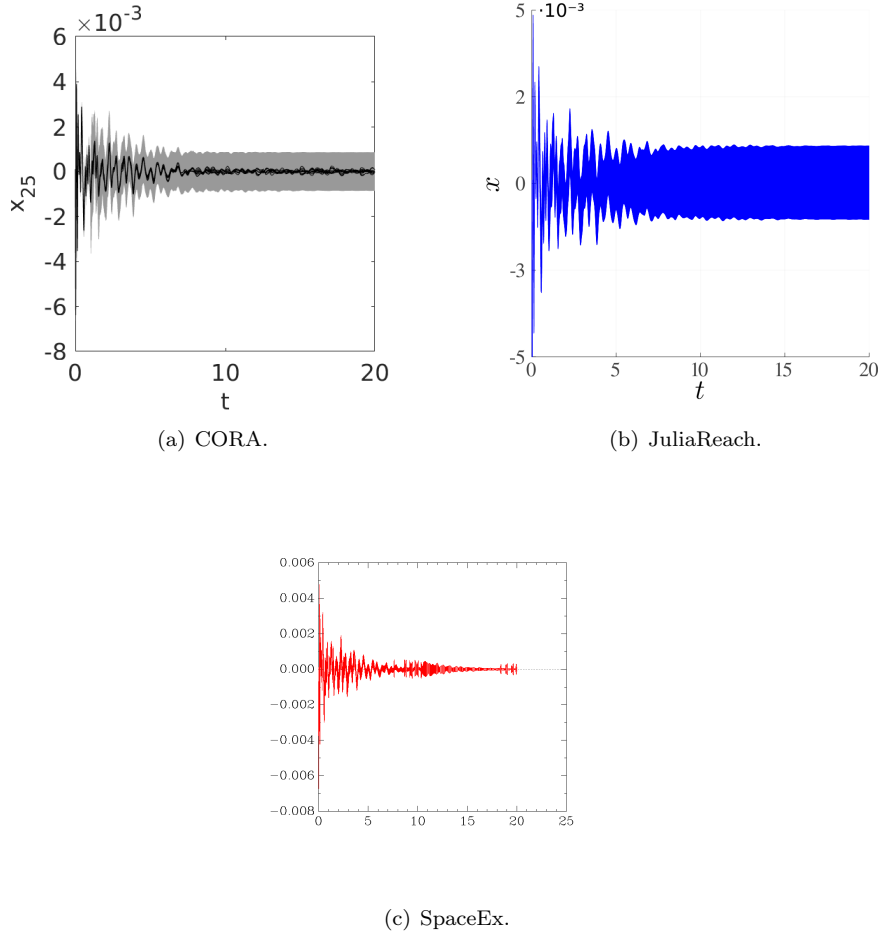 ×10⁻³
6
4
2
0
-2
-4
-6
-8
x₂₅
0 10 20
t
(a) CORA.
5 ·10⁻³
2
0
-3
-5
x
0 5 10 15 20
t
(b) JuliaReach.
0.006
0.004
0.002
0.000
−0.002
−0.004
−0.006
−0.008
0 5 10 15 20 25
(c) SpaceEx.